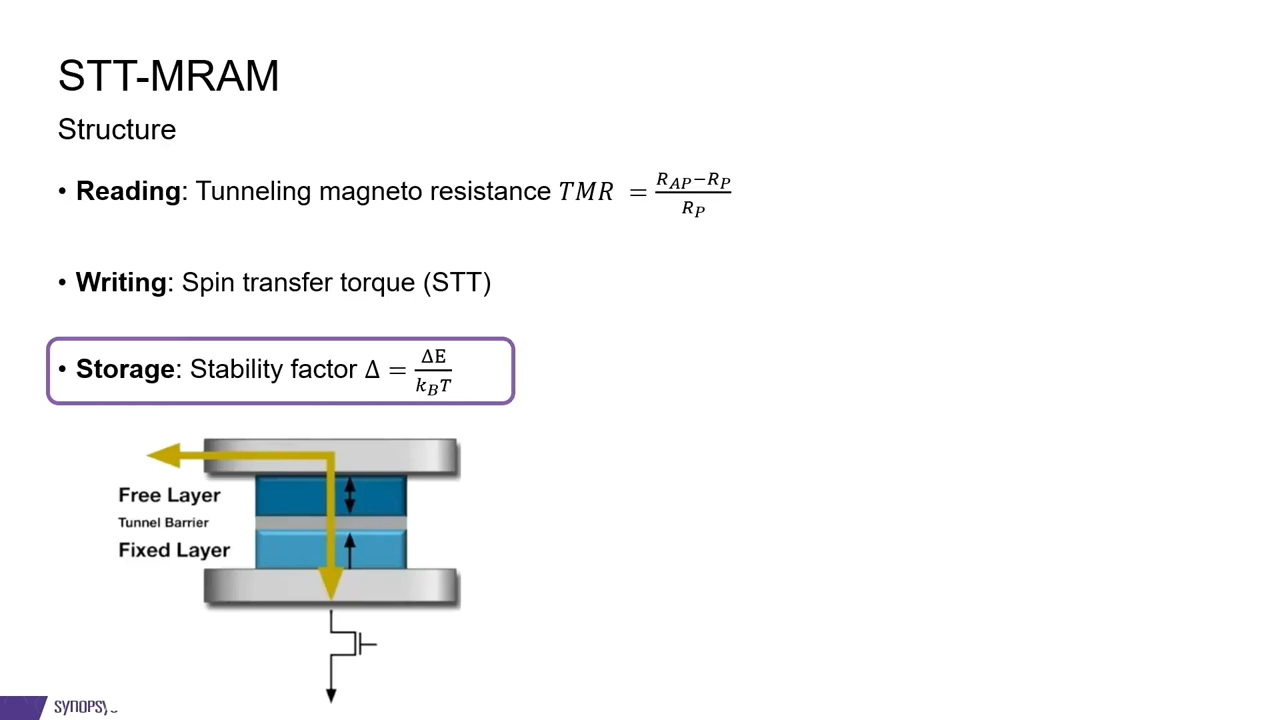 STT-MRAM
Structure
• Reading: Tunneling magneto resistance TMR = (R_AP−R_P)/R_P
• Writing: Spin transfer torque (STT)
• Storage: Stability factor Δ = ΔE/(k_B T)
Free Layer
Tunnel Barrier
Fixed Layer